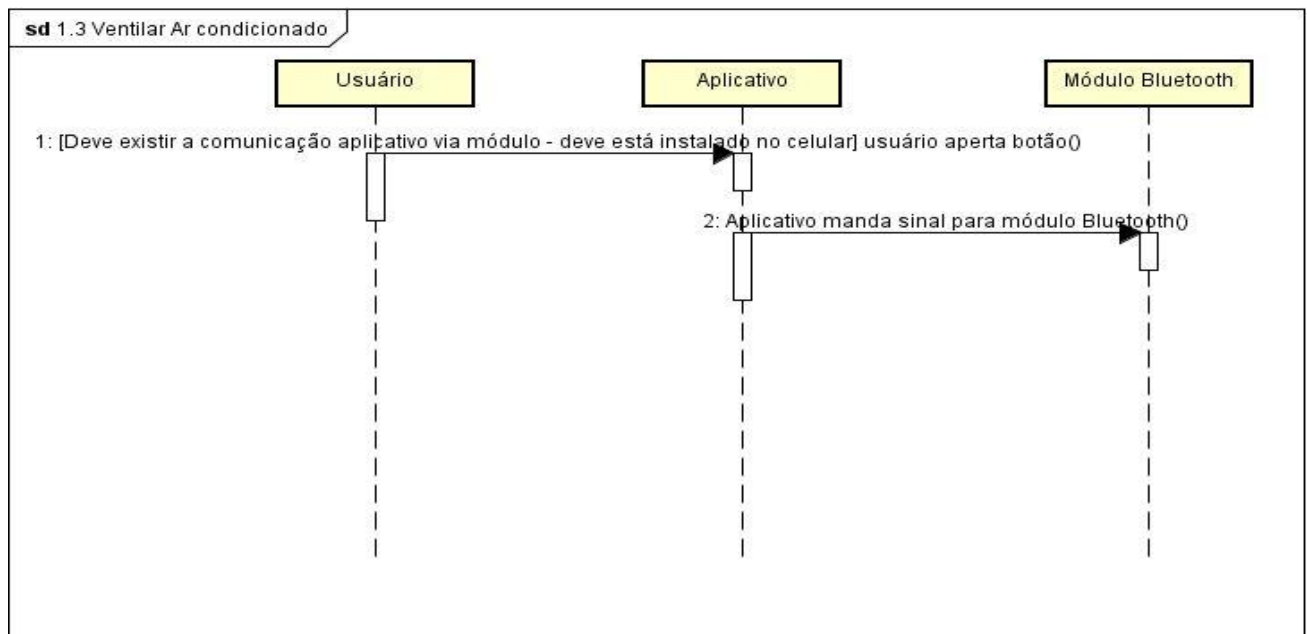 sd 1.3 Ventilar Ar condicionado
Usuário
Aplicativo
Módulo Bluetooth
1: [Deve existir a comunicação aplicativo via módulo - deve está instalado no celular] usuário aperta botão()
2: Aplicativo manda sinal para módulo Bluetooth()